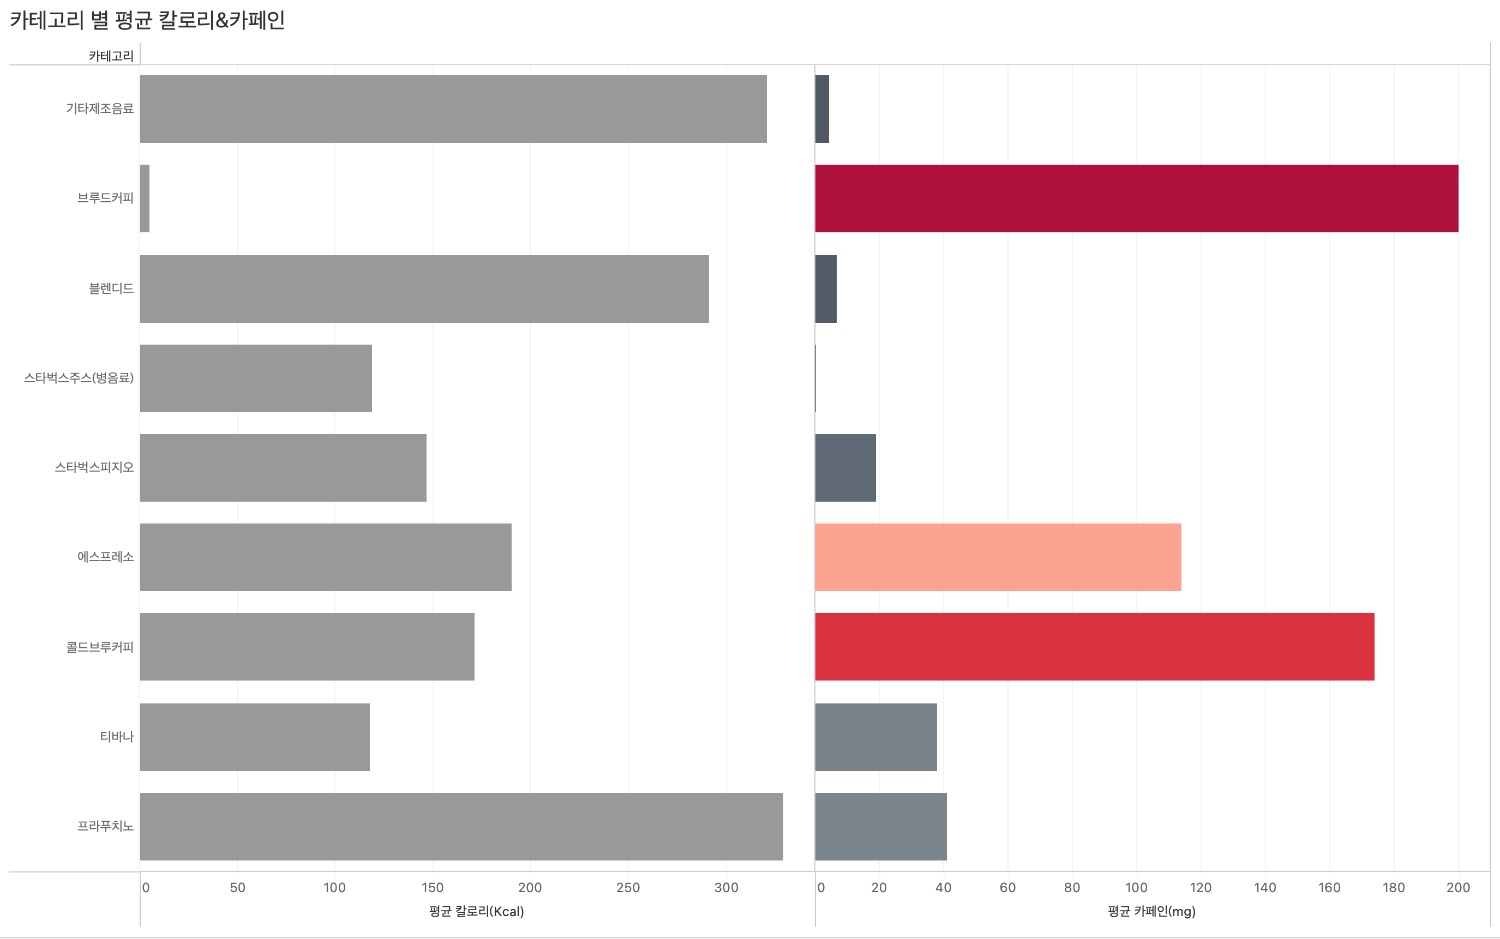 카테고리 별 평균 칼로리&카페인
카테고리
기타제조음료
브루드커피
블렌디드
스타벅스주스(병음료)
스타벅스피지오
에스프레소
콜드브루커피
티바나
프라푸치노
0 50 100 150 200 250 300
0 20 40 60 80 100 120 140 160 180 200
평균 칼로리(Kcal)
평균 카페인(mg)